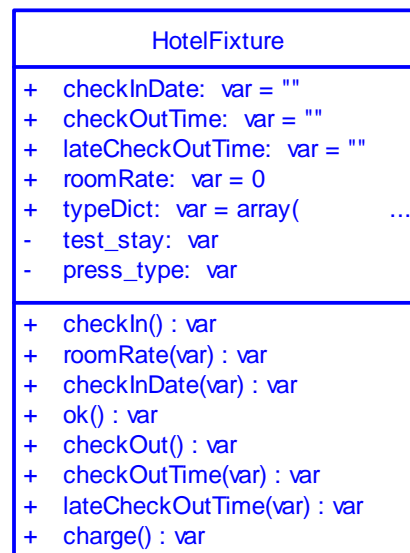 HotelFixture
+ checkInDate: var = ""
+ checkOutTime: var = ""
+ lateCheckOutTime: var = ""
+ roomRate: var = 0
+ typeDict: var = array( ...
- test_stay: var
- press_type: var
+ checkIn() : var
+ roomRate(var) : var
+ checkInDate(var) : var
+ ok() : var
+ checkOut() : var
+ checkOutTime(var) : var
+ lateCheckOutTime(var) : var
+ charge() : var